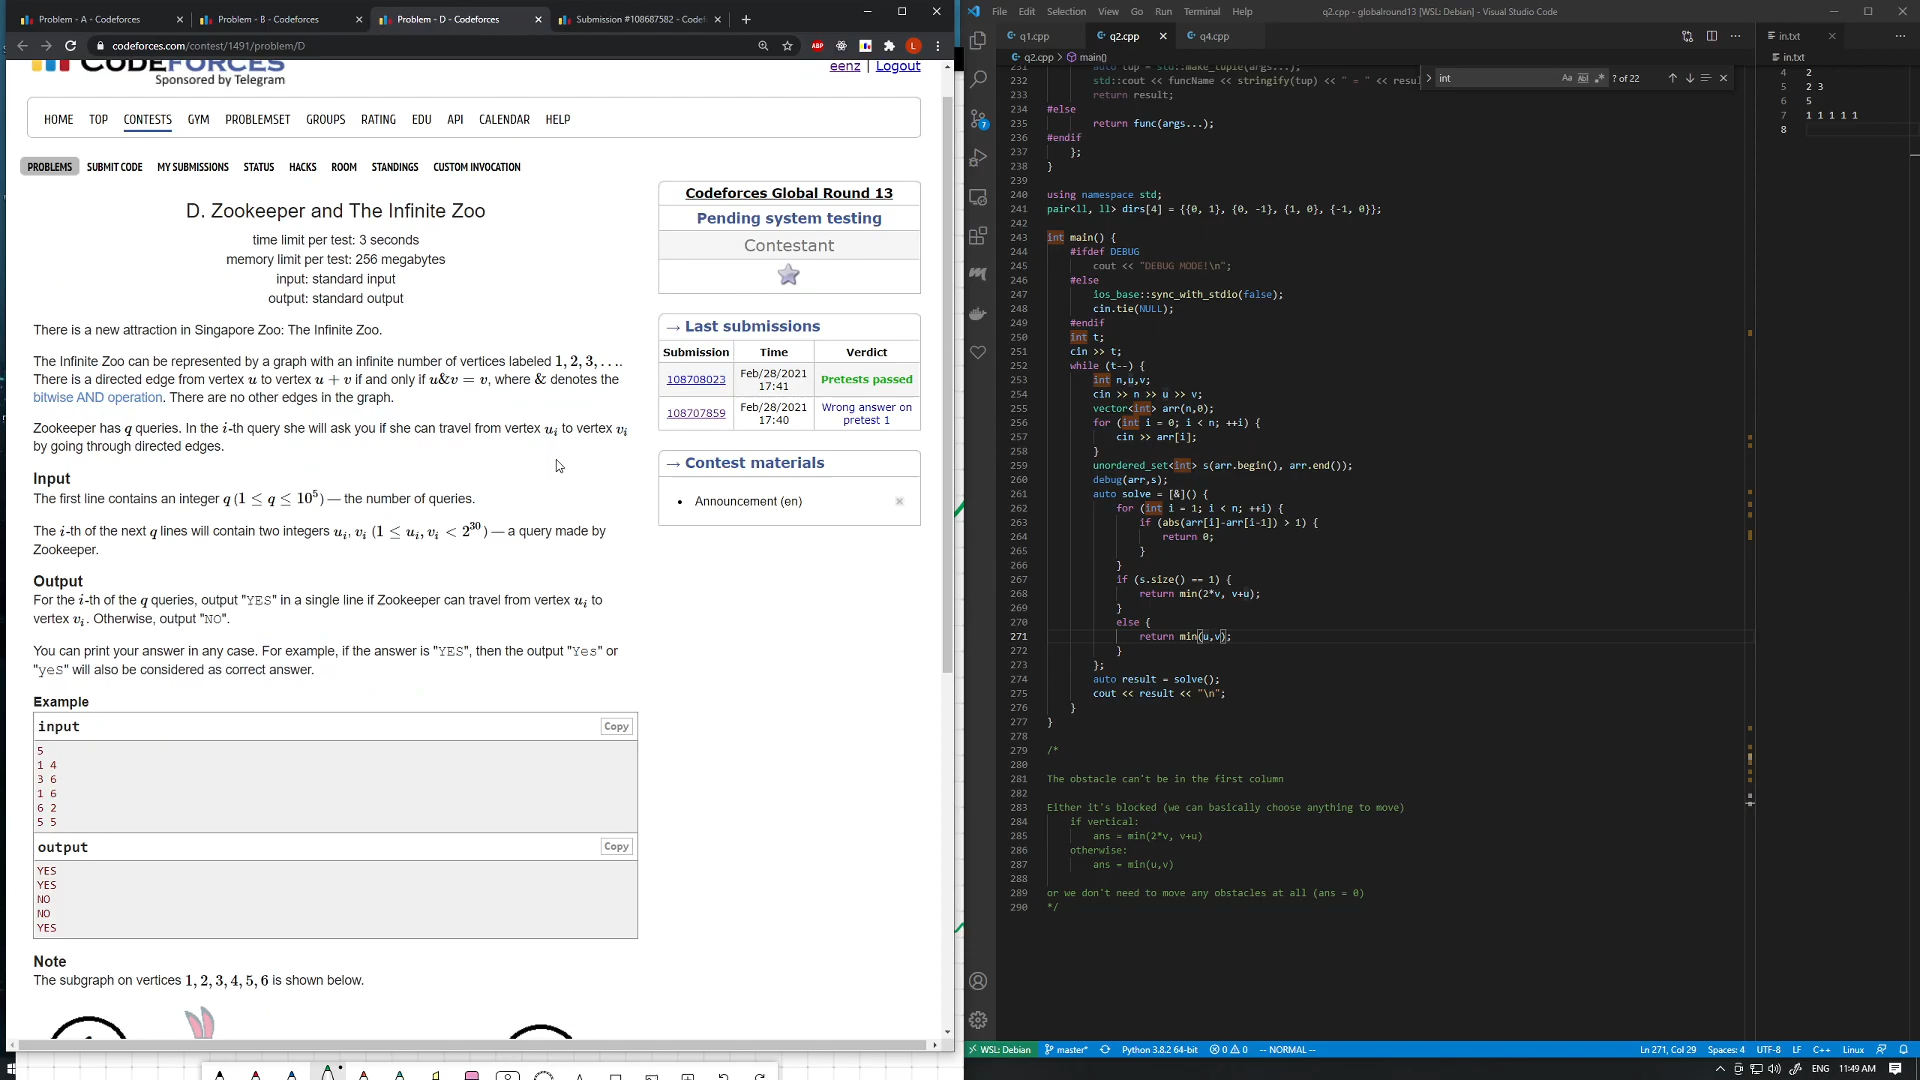 Problem - A - Codeforces
Problem - B - Codeforces
Problem - D - Codeforces
Submission #108687582 - Codef
codeforces.com/contest/1491/problem/D
ABP
L
CODEFORCES
Sponsored by Telegram
eenz | Logout
HOME TOP CONTESTS GYM PROBLEMSET GROUPS RATING EDU API CALENDAR HELP
PROBLEMS SUBMIT CODE MY SUBMISSIONS STATUS HACKS ROOM STANDINGS CUSTOM INVOCATION
D. Zookeeper and The Infinite Zoo
time limit per test: 3 seconds
memory limit per test: 256 megabytes
input: standard input
output: standard output
There is a new attraction in Singapore Zoo: The Infinite Zoo.
The Infinite Zoo can be represented by a graph with an infinite number of vertices labeled 1, 2, 3, ….
There is a directed edge from vertex u to vertex u + v if and only if u&v = v, where & denotes the
bitwise AND operation. There are no other edges in the graph.
Zookeeper has q queries. In the i-th query she will ask you if she can travel from vertex uᵢ to vertex vᵢ
by going through directed edges.
Input
The first line contains an integer q (1 ≤ q ≤ 10⁵) — the number of queries.
The i-th of the next q lines will contain two integers uᵢ, vᵢ (1 ≤ uᵢ, vᵢ < 2³⁰) — a query made by
Zookeeper.
Output
For the i-th of the q queries, output "YES" in a single line if Zookeeper can travel from vertex uᵢ to
vertex vᵢ. Otherwise, output "NO".
You can print your answer in any case. For example, if the answer is "YES", then the output "Yes" or
"yeS" will also be considered as correct answer.
Example
input
Copy
5
1 4
3 6
1 6
6 2
5 5
output
Copy
YES
YES
NO
NO
YES
Note
The subgraph on vertices 1, 2, 3, 4, 5, 6 is shown below.
Codeforces Global Round 13
Pending system testing
Contestant
→ Last submissions
Submission Time Verdict
108708023 Feb/28/2021 17:41 Pretests passed
108707859 Feb/28/2021 17:40 Wrong answer on pretest 1
→ Contest materials
Announcement (en)
File Edit Selection View Go Run Terminal Help
q2.cpp - globalround13 [WSL: Debian] - Visual Studio Code
q1.cpp
q2.cpp
q4.cpp
q2.cpp > main()
int
? of 22
7
231 auto tup = std::make_tuple(args...);
232 std::cout << funcName << stringify(tup) << " = " << resul
233 return result;
234 #else
235 return func(args...);
236 #endif
237 };
238 }
239
240 using namespace std;
241 pair<ll, ll> dirs[4] = {{0, 1}, {0, -1}, {1, 0}, {-1, 0}};
242
243 int main() {
244 #ifdef DEBUG
245 cout << "DEBUG MODE!\n";
246 #else
247 ios_base::sync_with_stdio(false);
248 cin.tie(NULL);
249 #endif
250 int t;
251 cin >> t;
252 while (t--) {
253 int n,u,v;
254 cin >> n >> u >> v;
255 vector<int> arr(n,0);
256 for (int i = 0; i < n; ++i) {
257 cin >> arr[i];
258 }
259 unordered_set<int> s(arr.begin(), arr.end());
260 debug(arr,s);
261 auto solve = [&]() {
262 for (int i = 1; i < n; ++i) {
263 if (abs(arr[i]-arr[i-1]) > 1) {
264 return 0;
265 }
266 }
267 if (s.size() == 1) {
268 return min(2*v, v+u);
269 }
270 else {
271 return min(u,v);
272 }
273 };
274 auto result = solve();
275 cout << result << "\n";
276 }
277 }
278
279 /*
280
281 The obstacle can't be in the first column
282
283 Either it's blocked (we can basically choose anything to move)
284 if vertical:
285 ans = min(2*v, v+u)
286 otherwise:
287 ans = min(u,v)
288
289 or we don't need to move any obstacles at all (ans = 0)
290 */
in.txt
in.txt
4 2
5 2 3
6 5
7 1 1 1 1 1
8
WSL: Debian master* Python 3.8.2 64-bit 0 0 -- NORMAL -- Ln 271, Col 29 Spaces: 4 UTF-8 LF C++ Linux
ENG 11:49 AM